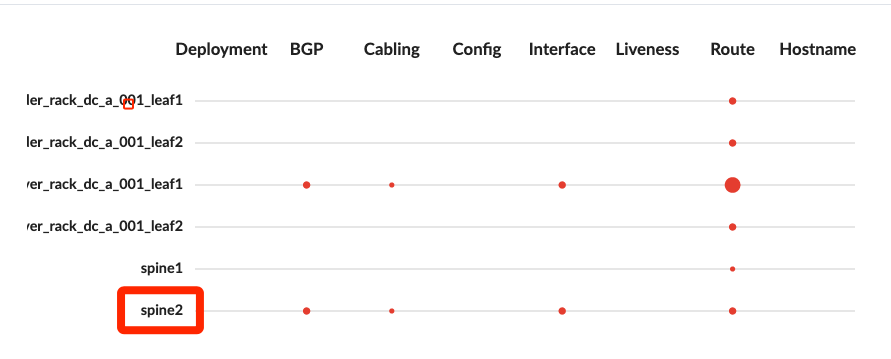 Deployment BGP Cabling Config Interface Liveness Route Hostname
ler_rack_dc_a_001_leaf1
ler_rack_dc_a_001_leaf2
ver_rack_dc_a_001_leaf1
ver_rack_dc_a_001_leaf2
spine1
spine2